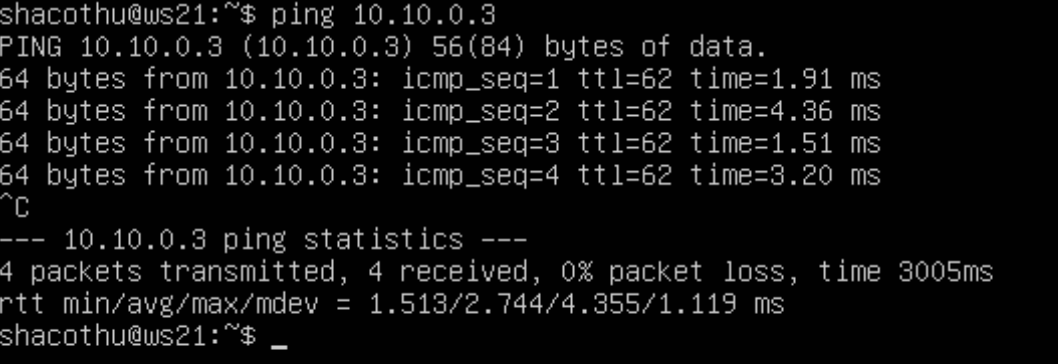 shacothu@ws21:~$ ping 10.10.0.3
PING 10.10.0.3 (10.10.0.3) 56(84) bytes of data.
64 bytes from 10.10.0.3: icmp_seq=1 ttl=62 time=1.91 ms
64 bytes from 10.10.0.3: icmp_seq=2 ttl=62 time=4.36 ms
64 bytes from 10.10.0.3: icmp_seq=3 ttl=62 time=1.51 ms
64 bytes from 10.10.0.3: icmp_seq=4 ttl=62 time=3.20 ms
^C
--- 10.10.0.3 ping statistics ---
4 packets transmitted, 4 received, 0% packet loss, time 3005ms
rtt min/avg/max/mdev = 1.513/2.744/4.355/1.119 ms
shacothu@ws21:~$ _